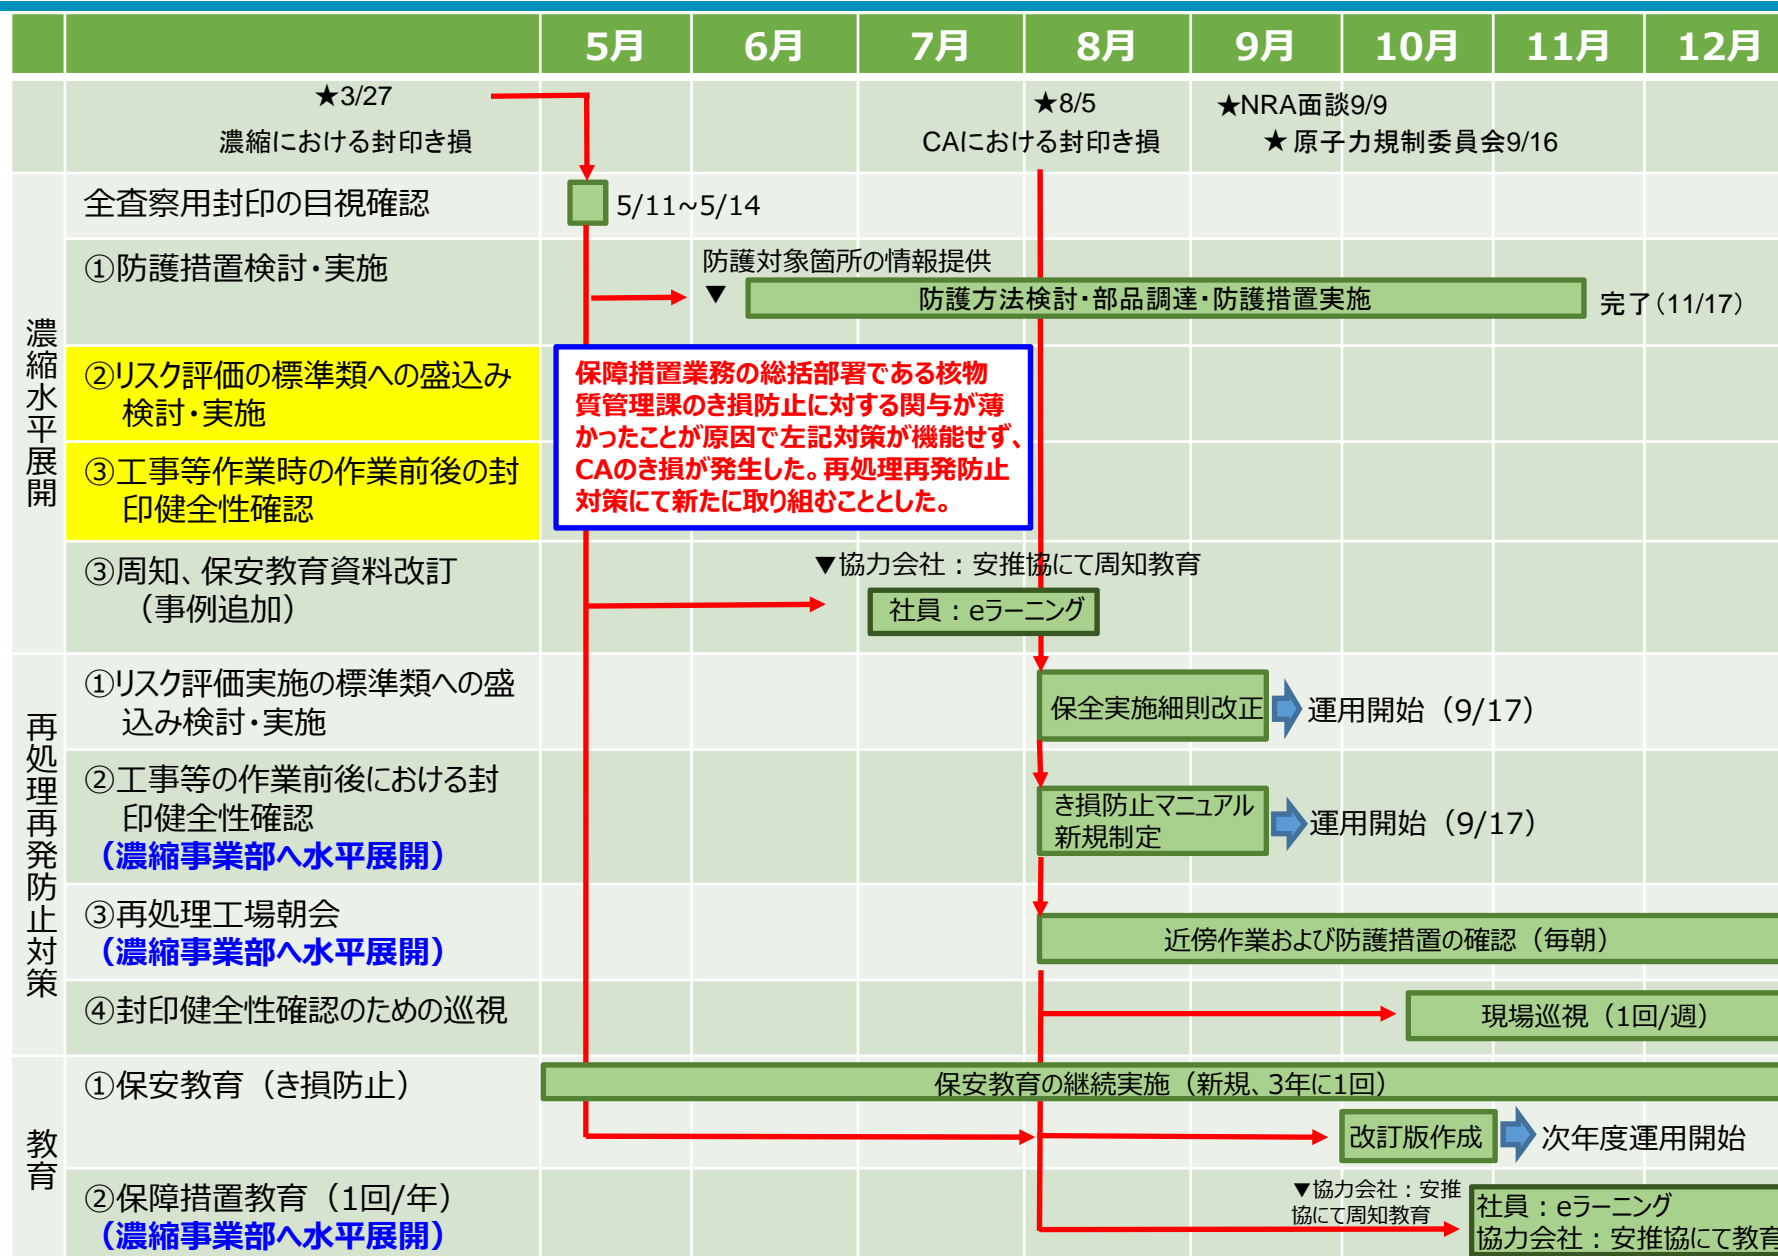 5月 6月 7月 8月 9月 10月 11月 12月
★3/27
濃縮における封印き損
★8/5
CAにおける封印き損
★NRA面談9/9
★原子力規制委員会9/16
濃縮水平展開
全査察用封印の目視確認
5/11~5/14
①防護措置検討・実施
防護対象箇所の情報提供
▼
防護方法検討・部品調達・防護措置実施
完了（11/17）
②リスク評価の標準類への盛込み
検討・実施
③工事等作業時の作業前後の封
印健全性確認
保障措置業務の総括部署である核物
質管理課のき損防止に対する関与が薄
かったことが原因で左記対策が機能せず、
CAのき損が発生した。再処理再発防止
対策にて新たに取り組むこととした。
③周知、保安教育資料改訂
（事例追加）
▼協力会社：安推協にて周知教育
社員：eラーニング
再処理再発防止対策
①リスク評価実施の標準類への盛
込み検討・実施
保全実施細則改正
運用開始（9/17）
②工事等の作業前後における封
印健全性確認
（濃縮事業部へ水平展開）
き損防止マニュアル
新規制定
運用開始（9/17）
③再処理工場朝会
（濃縮事業部へ水平展開）
近傍作業および防護措置の確認（毎朝）
④封印健全性確認のための巡視
現場巡視（1回/週）
教育
①保安教育（き損防止）
保安教育の継続実施（新規、3年に1回）
改訂版作成
次年度運用開始
②保障措置教育（1回/年）
（濃縮事業部へ水平展開）
▼協力会社：安推
協にて周知教育
社員：eラーニング
協力会社：安推協にて教育